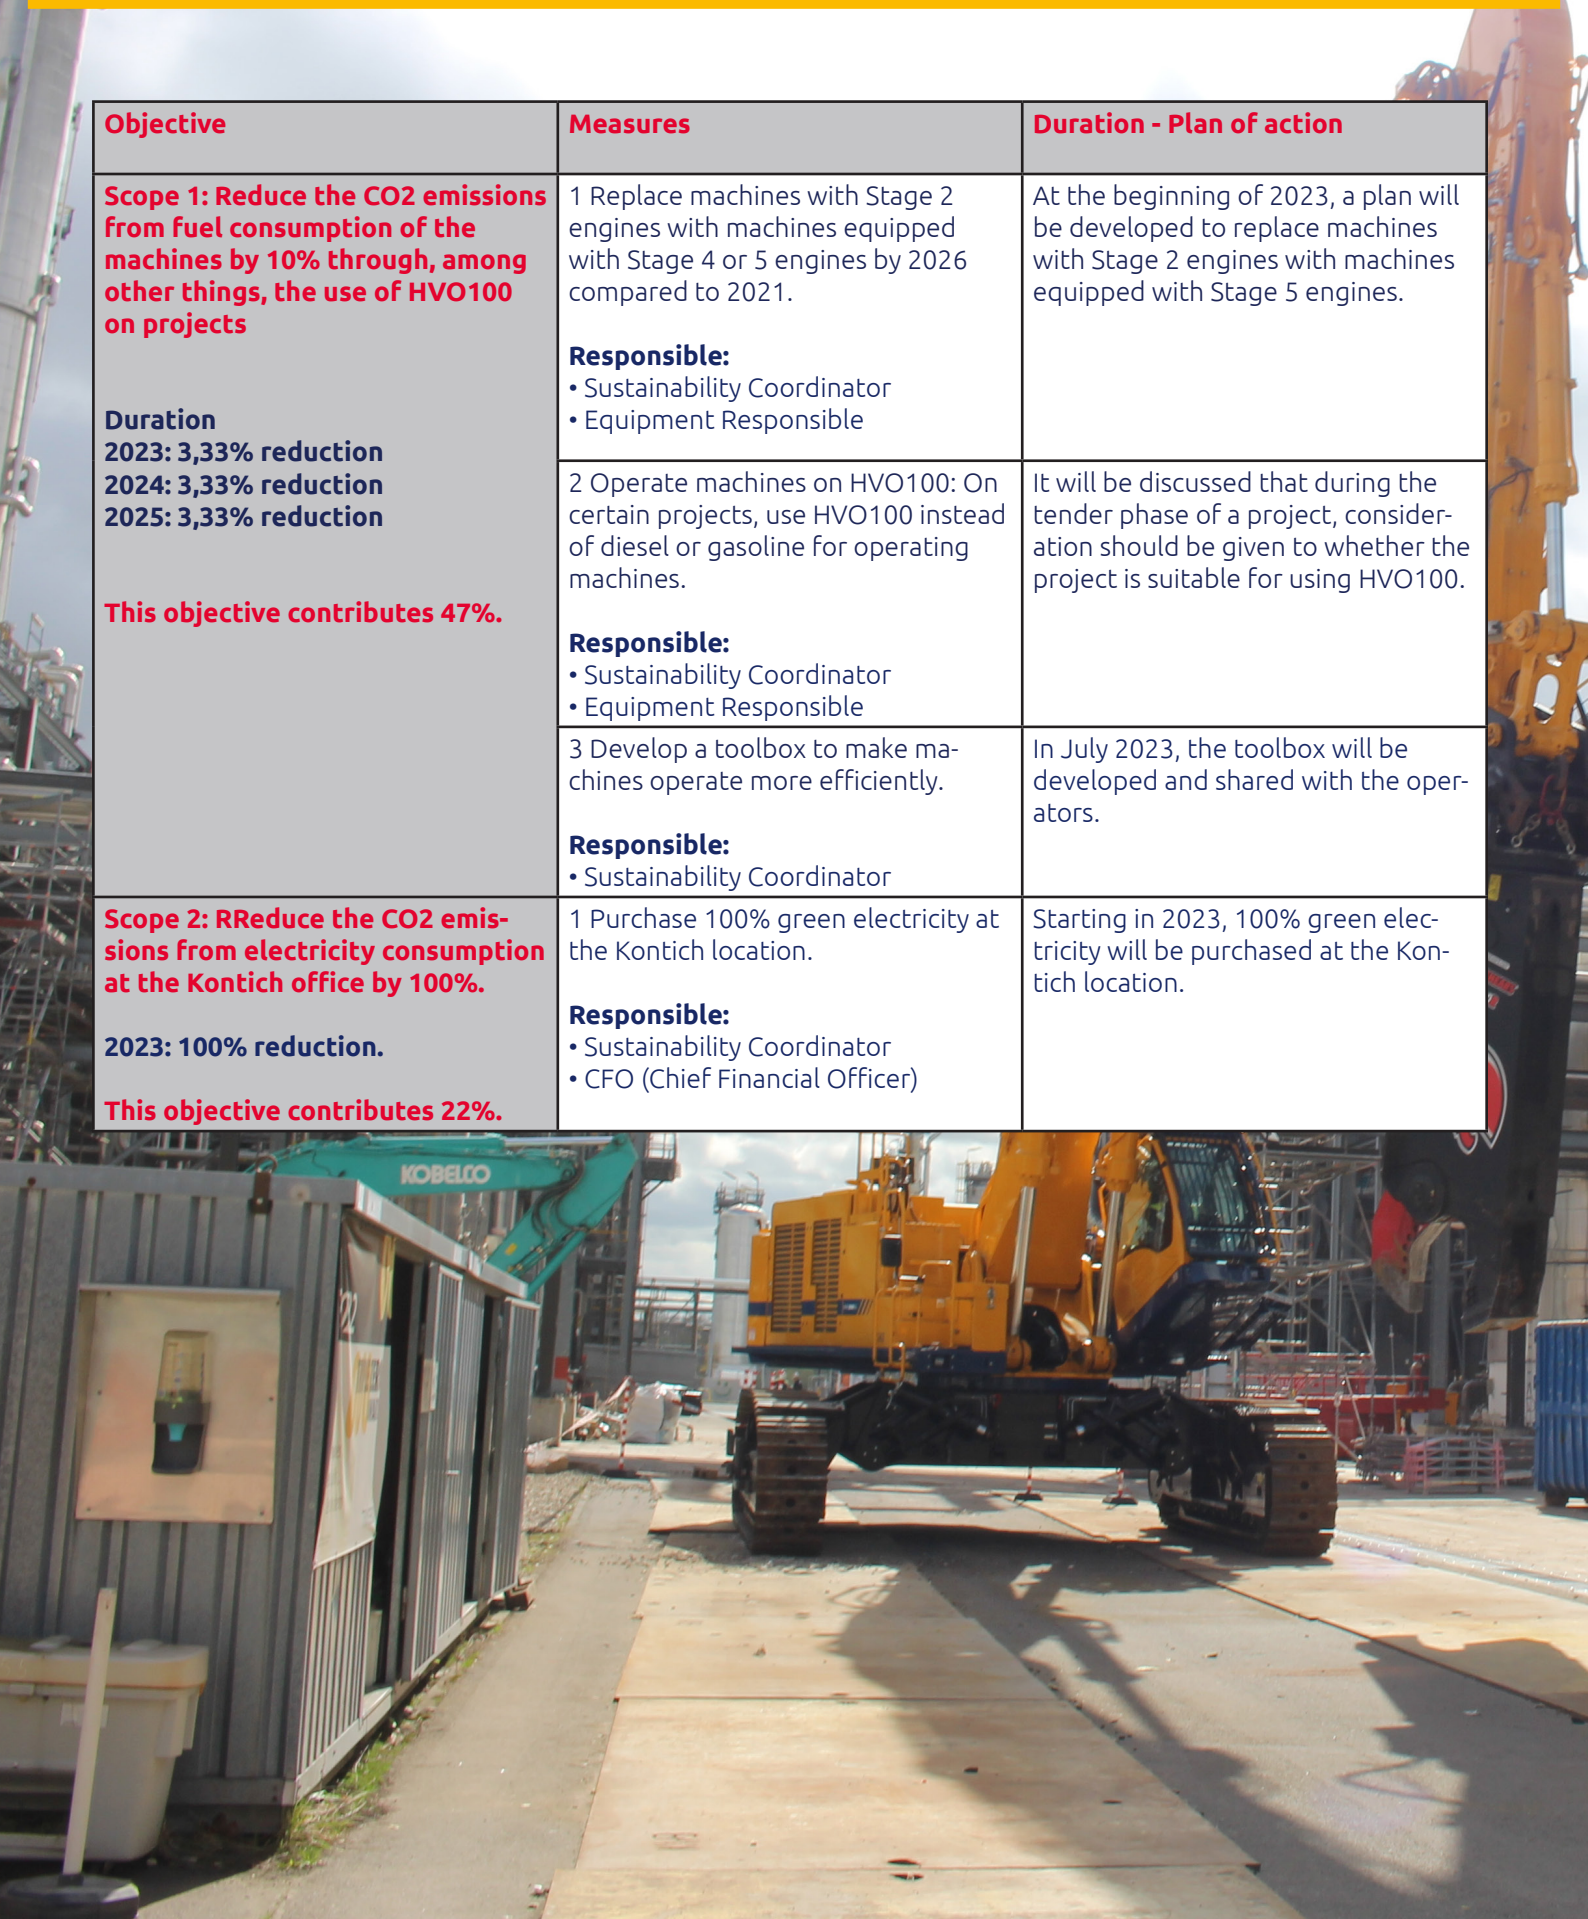 Objective
Measures
Duration - Plan of action
Scope 1: Reduce the CO2 emissions
from fuel consumption of the
machines by 10% through, among
other things, the use of HVO100
on projects
Duration
2023: 3,33% reduction
2024: 3,33% reduction
2025: 3,33% reduction
This objective contributes 47%.
1 Replace machines with Stage 2
engines with machines equipped
with Stage 4 or 5 engines by 2026
compared to 2021.
Responsible:
• Sustainability Coordinator
• Equipment Responsible
At the beginning of 2023, a plan will
be developed to replace machines
with Stage 2 engines with machines
equipped with Stage 5 engines.
2 Operate machines on HVO100: On
certain projects, use HVO100 instead
of diesel or gasoline for operating
machines.
Responsible:
• Sustainability Coordinator
• Equipment Responsible
It will be discussed that during the
tender phase of a project, consider-
ation should be given to whether the
project is suitable for using HVO100.
3 Develop a toolbox to make ma-
chines operate more efficiently.
Responsible:
• Sustainability Coordinator
In July 2023, the toolbox will be
developed and shared with the oper-
ators.
Scope 2: RReduce the CO2 emis-
sions from electricity consumption
at the Kontich office by 100%.
2023: 100% reduction.
This objective contributes 22%.
1 Purchase 100% green electricity at
the Kontich location.
Responsible:
• Sustainability Coordinator
• CFO (Chief Financial Officer)
Starting in 2023, 100% green elec-
tricity will be purchased at the Kon-
tich location.
KOBELCO